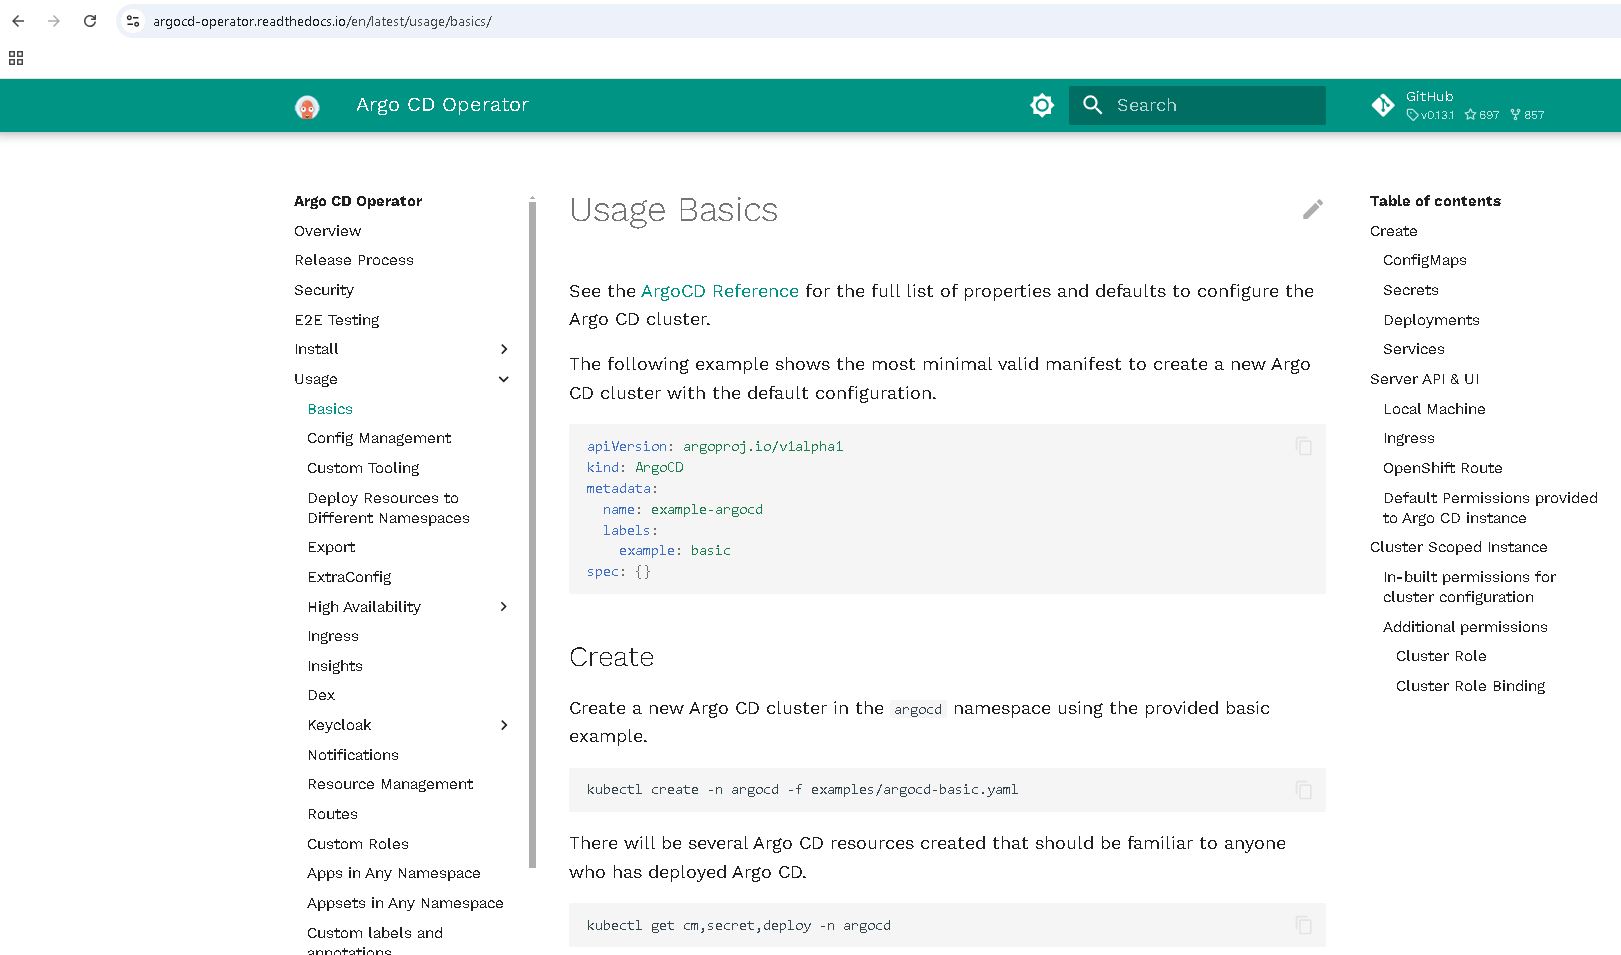 argocd-operator.readthedocs.io/en/latest/usage/basics/
Argo CD Operator
Search
GitHub
v0.13.1 697 857
Argo CD Operator
Overview
Release Process
Security
E2E Testing
Install
Usage
Basics
Config Management
Custom Tooling
Deploy Resources to
Different Namespaces
Export
ExtraConfig
High Availability
Ingress
Insights
Dex
Keycloak
Notifications
Resource Management
Routes
Custom Roles
Apps in Any Namespace
Appsets in Any Namespace
Custom labels and
annotations
Usage Basics
See the ArgoCD Reference for the full list of properties and defaults to configure the
Argo CD cluster.
The following example shows the most minimal valid manifest to create a new Argo
CD cluster with the default configuration.
apiVersion: argoproj.io/v1alpha1
kind: ArgoCD
metadata:
  name: example-argocd
  labels:
    example: basic
spec: {}
Create
Create a new Argo CD cluster in the argocd namespace using the provided basic
example.
kubectl create -n argocd -f examples/argocd-basic.yaml
There will be several Argo CD resources created that should be familiar to anyone
who has deployed Argo CD.
kubectl get cm,secret,deploy -n argocd
Table of contents
Create
ConfigMaps
Secrets
Deployments
Services
Server API & UI
Local Machine
Ingress
OpenShift Route
Default Permissions provided
to Argo CD instance
Cluster Scoped Instance
In-built permissions for
cluster configuration
Additional permissions
Cluster Role
Cluster Role Binding